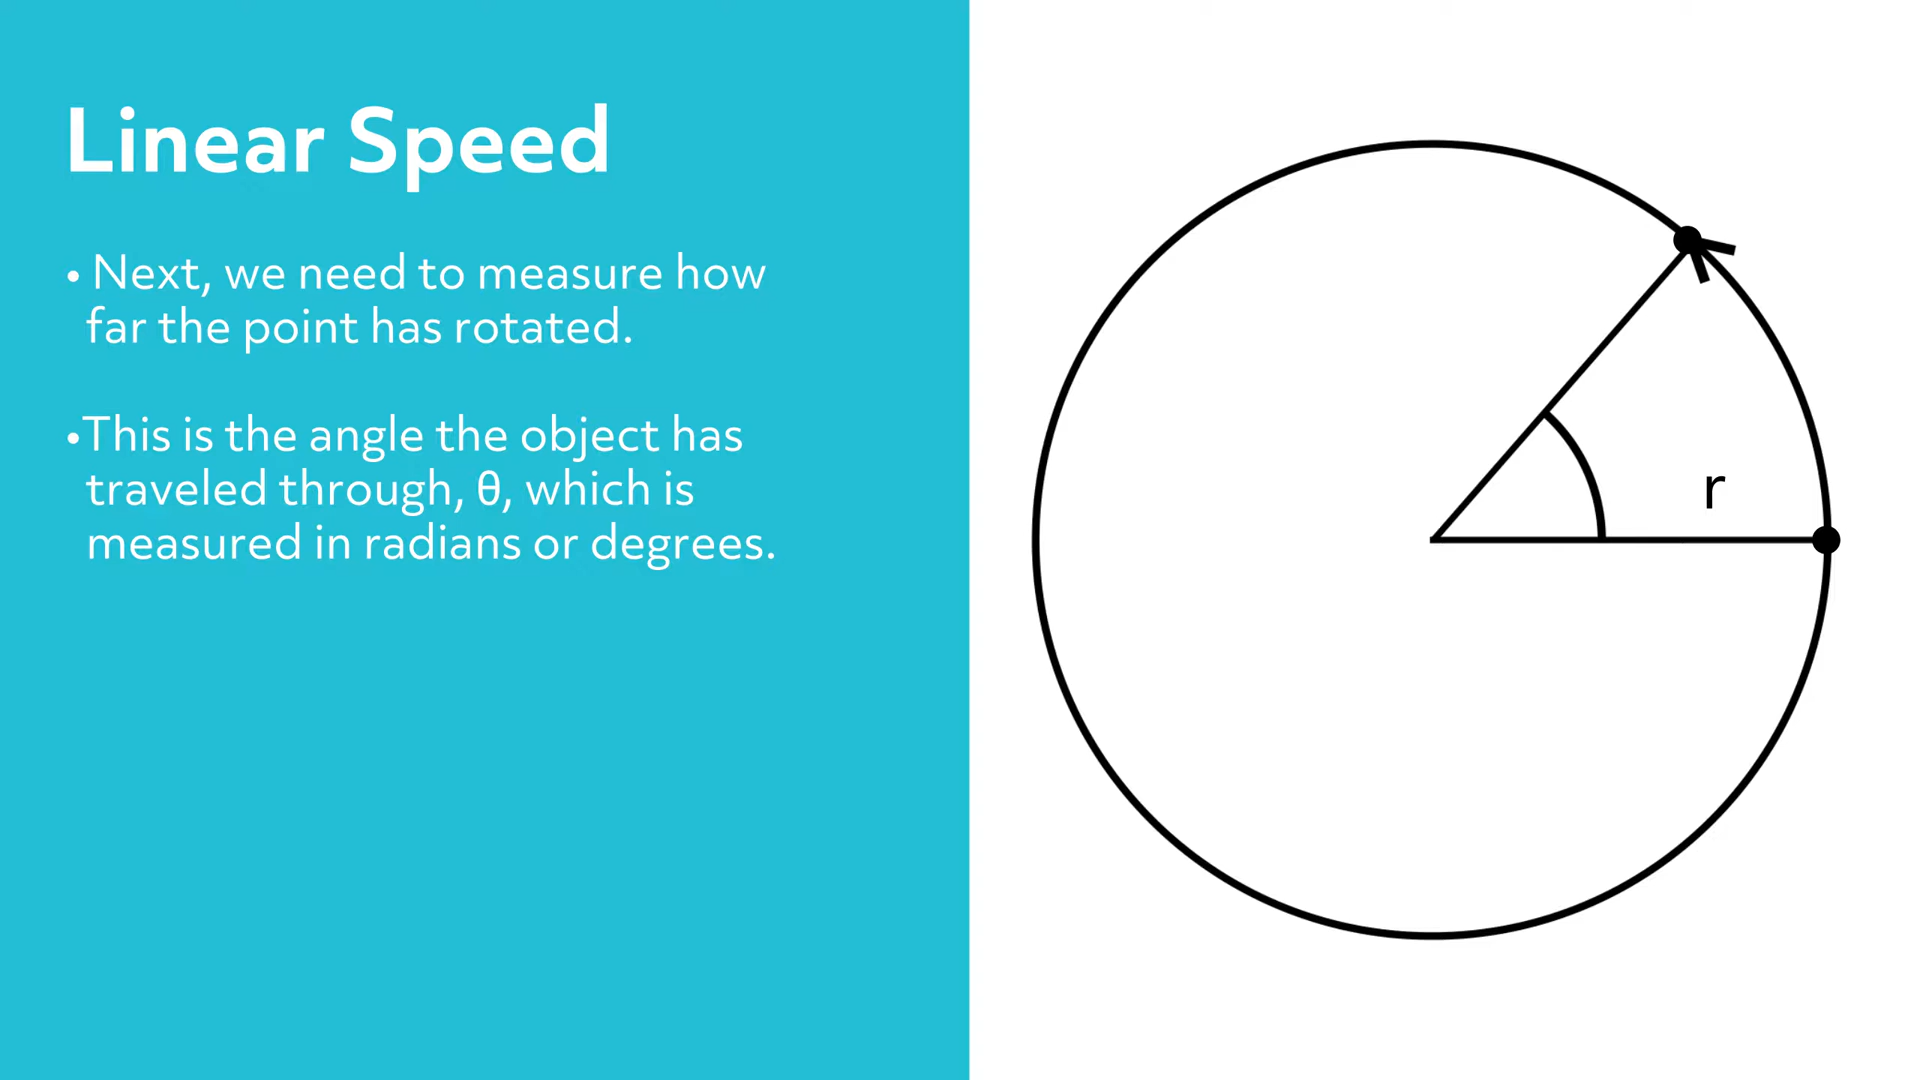 Linear Speed
• Next, we need to measure how
far the point has rotated.
•This is the angle the object has
traveled through, θ, which is
measured in radians or degrees.
r